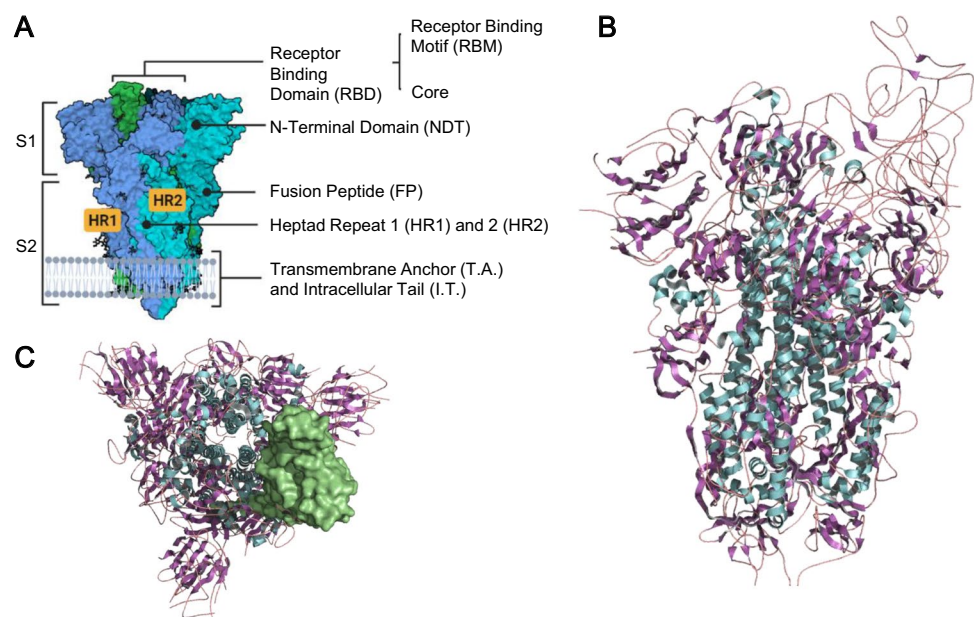 A
Receptor
Binding
Domain (RBD)
Receptor Binding
Motif (RBM)
Core
S1
N-Terminal Domain (NDT)
Fusion Peptide (FP)
HR2
HR1
Heptad Repeat 1 (HR1) and 2 (HR2)
S2
Transmembrane Anchor (T.A.)
and Intracellular Tail (I.T.)
B
C